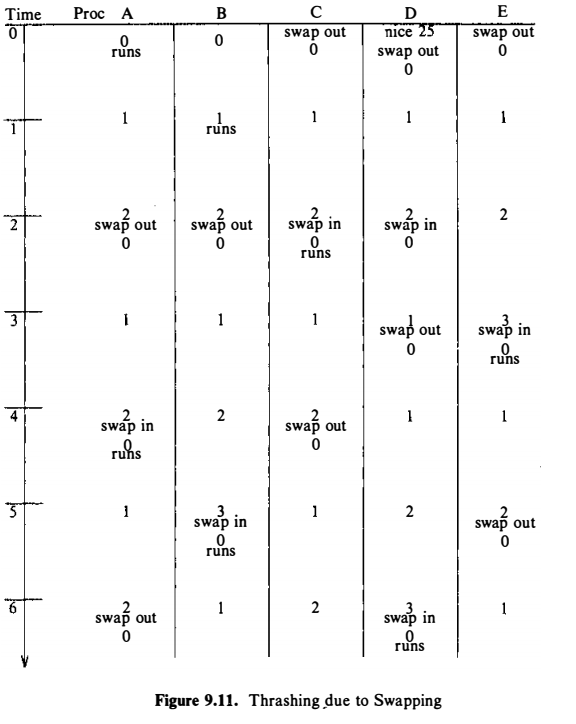 Time Proc A B C D E
0 0 0 swap out nice 25 swap out
runs 0 swap out 0
0
1 1 1 1 1 1
runs
2 2 2 2 2 2
swap out swap out swap in swap in
0 0 0 0
runs
3 1 1 1 1 3
swap out swap in
0 0
runs
4 2 2 2 1 1
swap in swap out
0 0
runs
5 1 3 1 2 2
swap in swap out
0 0
runs
6 2 1 2 3 1
swap out swap in
0 0
runs
Figure 9.11. Thrashing due to Swapping